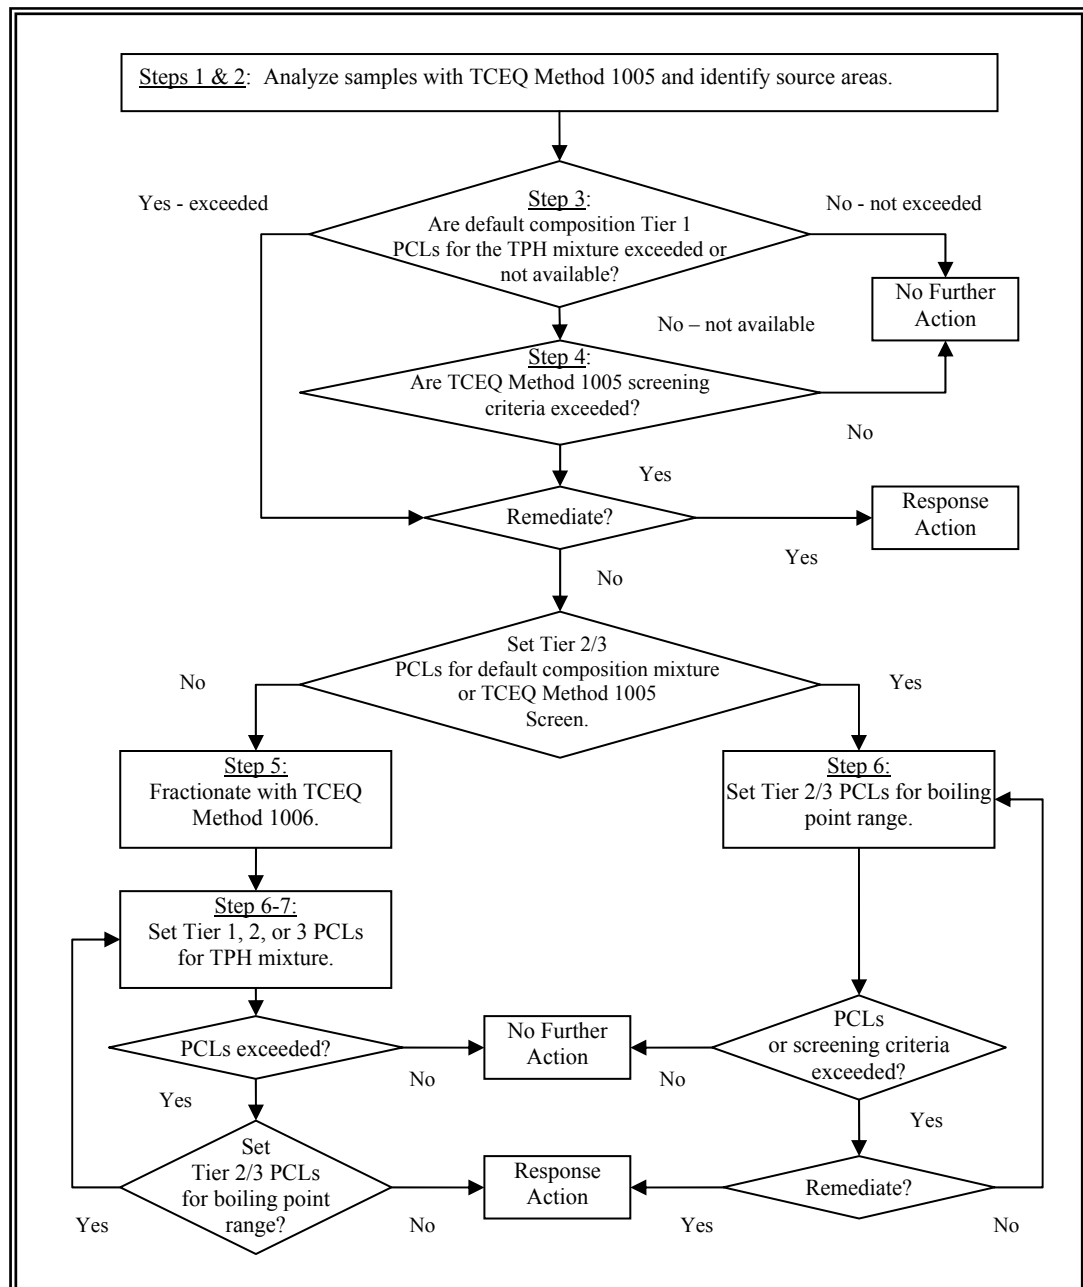 Steps 1 & 2: Analyze samples with TCEQ Method 1005 and identify source areas.
Yes - exceeded
Step 3:
Are default composition Tier 1
PCLs for the TPH mixture exceeded or
not available?
No - not exceeded
No Further
Action
No – not available
Step 4:
Are TCEQ Method 1005 screening
criteria exceeded?
No
Yes
Remediate?
Response
Action
Yes
No
Set Tier 2/3
PCLs for default composition mixture
or TCEQ Method 1005
Screen.
No
Yes
Step 5:
Fractionate with TCEQ
Method 1006.
Step 6:
Set Tier 2/3 PCLs for boiling
point range.
Step 6-7:
Set Tier 1, 2, or 3 PCLs
for TPH mixture.
PCLs exceeded?
No Further
Action
PCLs
or screening criteria
exceeded?
No
No
Yes
Yes
Set
Tier 2/3 PCLs
for boiling point
range?
Response
Action
Remediate?
Yes
No
Yes
No